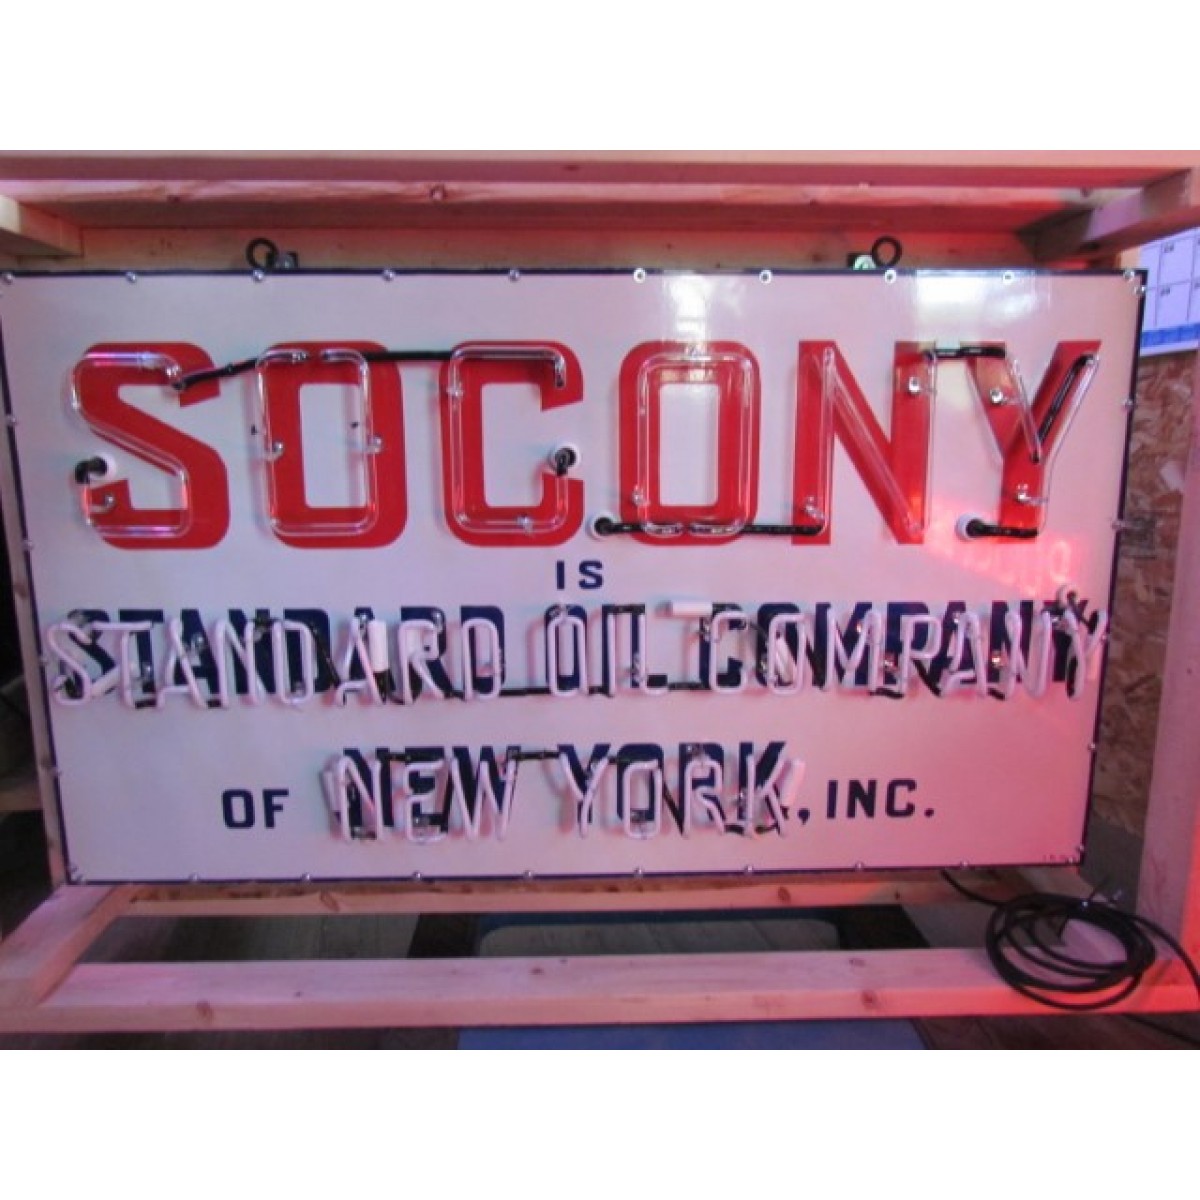 SOCONY
IS
STANDARD OIL COMPANY
OF NEW YORK, INC.